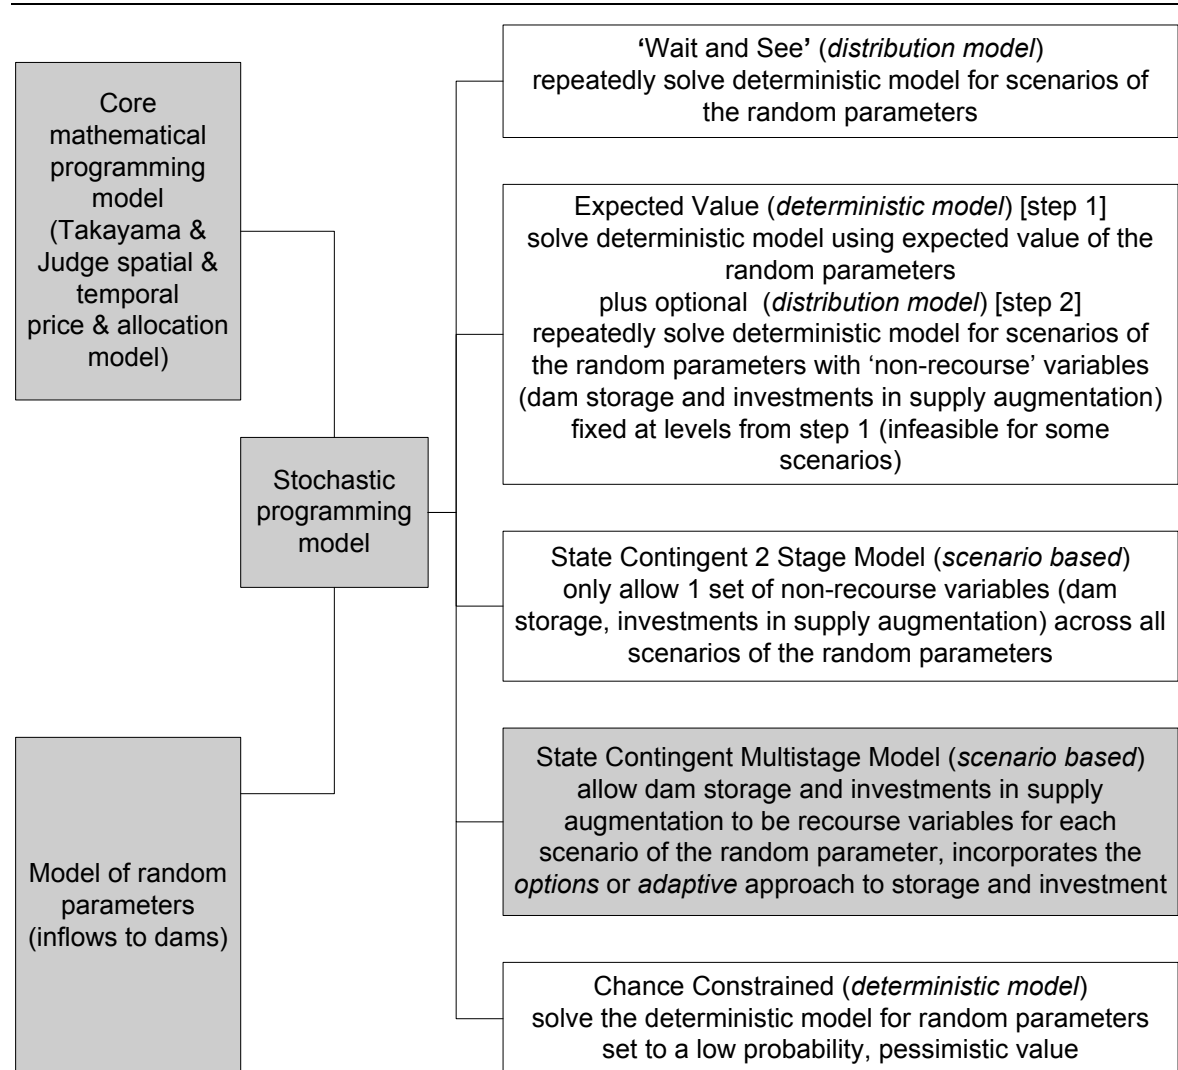 Core
mathematical
programming
model
(Takayama &
Judge spatial &
temporal
price & allocation
model)
Model of random
parameters
(inflows to dams)
Stochastic
programming
model
‘Wait and See’ (distribution model)
repeatedly solve deterministic model for scenarios of
the random parameters
Expected Value (deterministic model) [step 1]
solve deterministic model using expected value of the
random parameters
plus optional (distribution model) [step 2]
repeatedly solve deterministic model for scenarios of
the random parameters with ‘non-recourse’ variables
(dam storage and investments in supply augmentation)
fixed at levels from step 1 (infeasible for some
scenarios)
State Contingent 2 Stage Model (scenario based)
only allow 1 set of non-recourse variables (dam
storage, investments in supply augmentation) across all
scenarios of the random parameters
State Contingent Multistage Model (scenario based)
allow dam storage and investments in supply
augmentation to be recourse variables for each
scenario of the random parameter, incorporates the
options or adaptive approach to storage and investment
Chance Constrained (deterministic model)
solve the deterministic model for random parameters
set to a low probability, pessimistic value